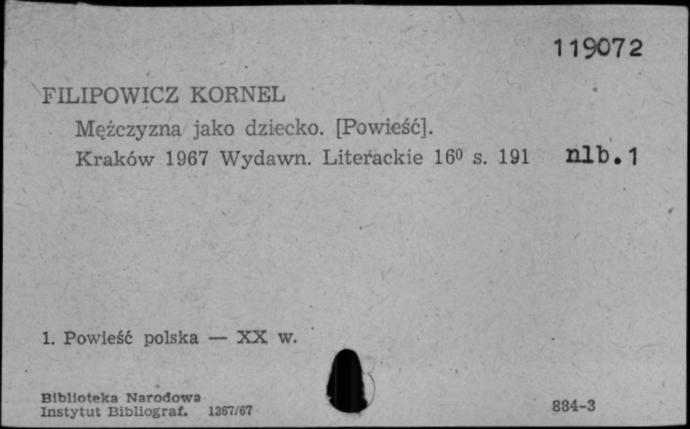 119072
FILIPOWICZ KORNEL
Mężczyzna jako dziecko. [Powieść].
Kraków 1967 Wydawn. Literackie 16⁰ s. 191 nlb. 1
1. Powieść polska — XX w.
Biblioteka Narodowa
Instytut Bibliograf. 1367/67
884-3